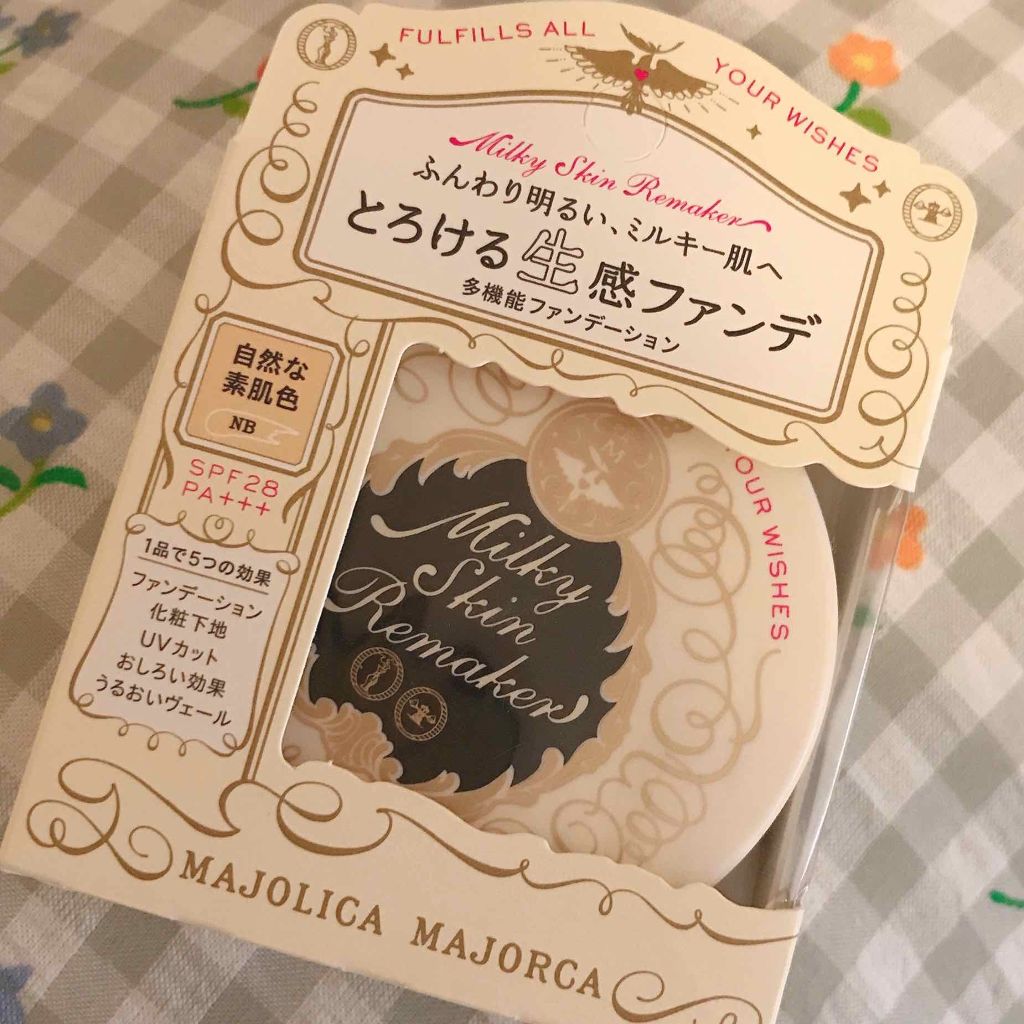 FULFILLS ALL YOUR WISHES
Milky Skin Remaker
ふんわり明るい、ミルキー肌へ
とろける生感ファンデ
多機能ファンデーション
自然な
素肌色
NB
SPF28
PA+++
1品で5つの効果
ファンデーション
化粧下地
UVカット
おしろい効果
うるおいヴェール
OUR WISHES
Milky
Skin
Remaker
MAJOLICA MAJORCA